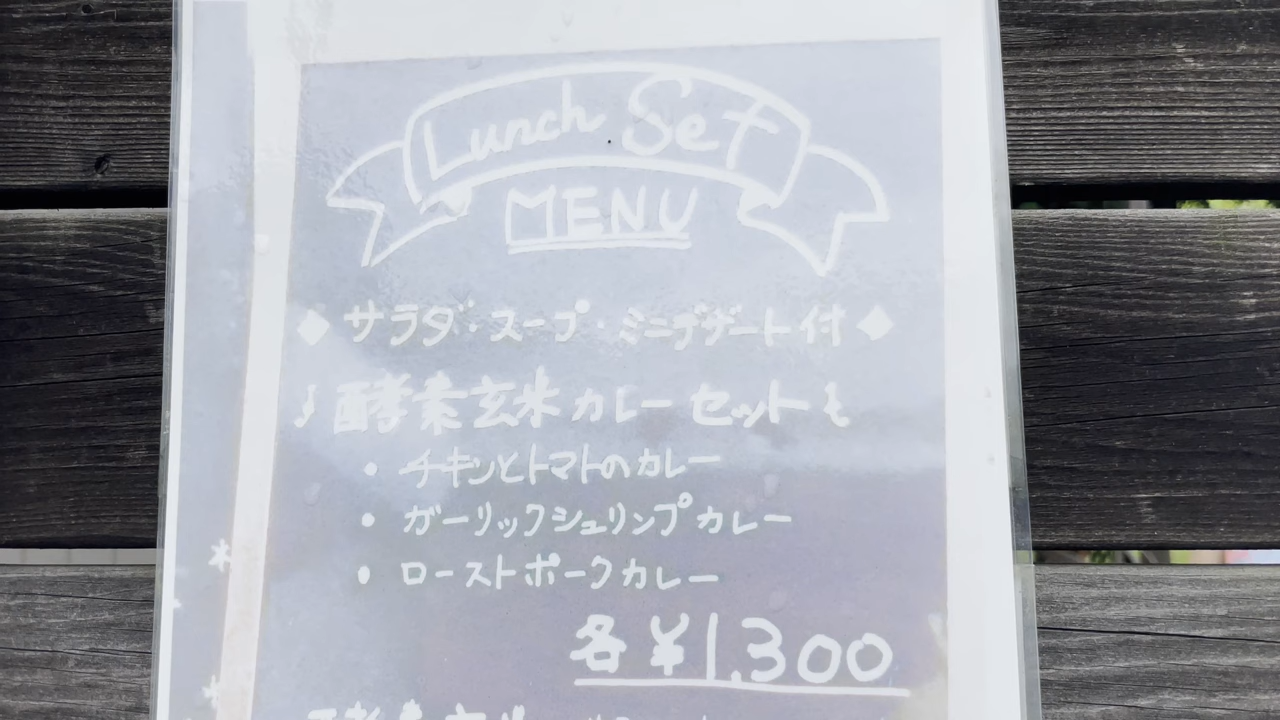 Lunch Set
MENU
◆サラダ・スープ・ミニデザート付◆
酵素玄米カレーセット
・チキンとトマトのカレー
・ガーリックシュリンプカレー
・ローストポークカレー
各¥1,300